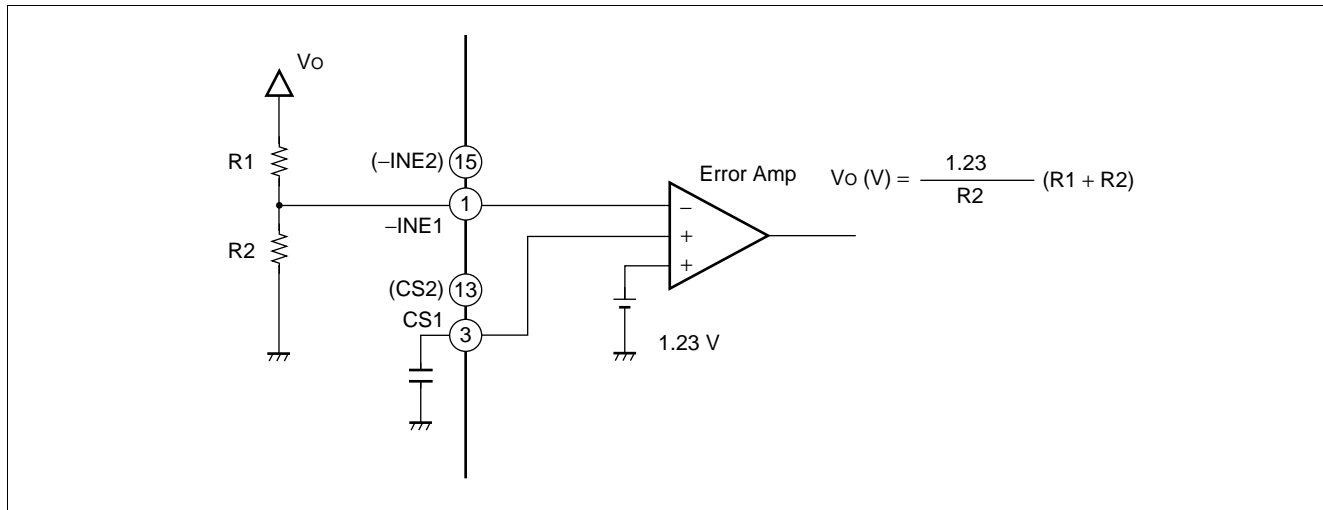 Vo
R1
(–INE2) 15
1
–INE1
R2
(CS2) 13
CS1
3
Error Amp
–
+
+
1.23 V
Vo (V) = 1.23 / R2 (R1 + R2)